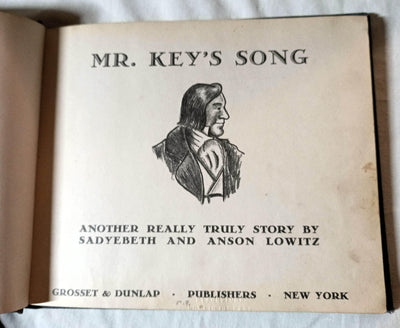 MR. KEY'S SONG
ANOTHER REALLY TRULY STORY BY
SADYEBETH AND ANSON LOWITZ
GROSSET & DUNLAP · PUBLISHERS · NEW YORK